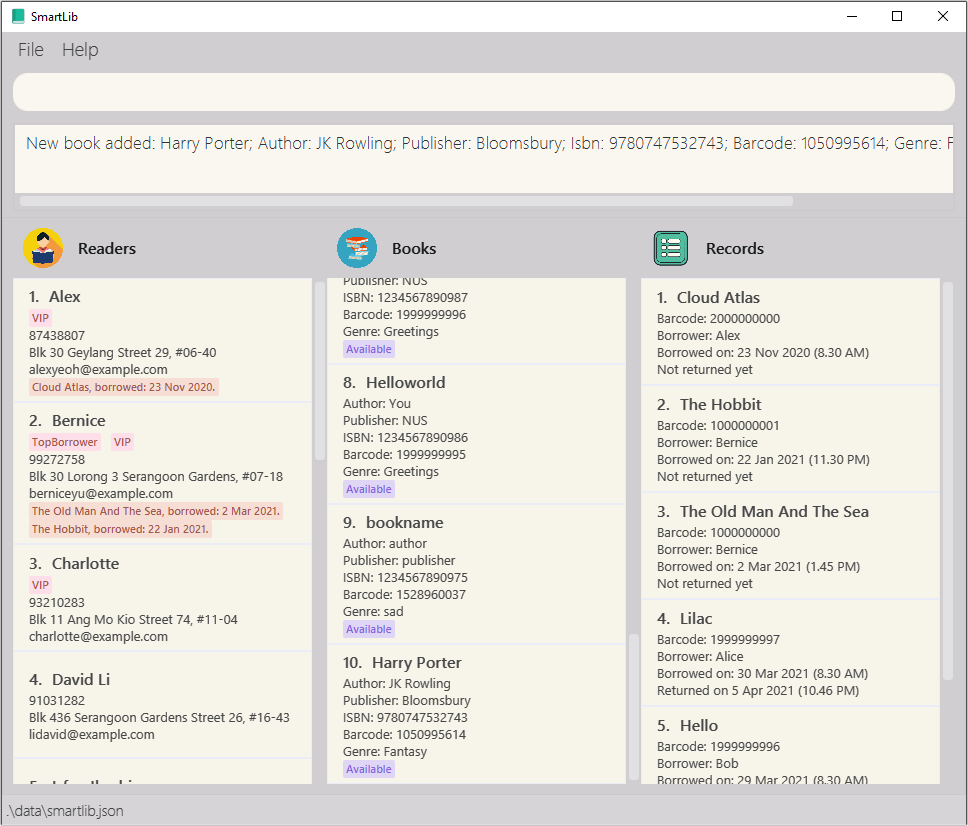 SmartLib
File Help
New book added: Harry Porter; Author: JK Rowling; Publisher: Bloomsbury; Isbn: 9780747532743; Barcode: 1050995614; Genre: F
Readers
1. Alex
VIP
87438807
Blk 30 Geylang Street 29, #06-40
alexyeoh@example.com
Cloud Atlas, borrowed: 23 Nov 2020.
2. Bernice
TopBorrower VIP
99272758
Blk 30 Lorong 3 Serangoon Gardens, #07-18
berniceyu@example.com
The Old Man And The Sea, borrowed: 2 Mar 2021.
The Hobbit, borrowed: 22 Jan 2021.
3. Charlotte
VIP
93210283
Blk 11 Ang Mo Kio Street 74, #11-04
charlotte@example.com
4. David Li
91031282
Blk 436 Serangoon Gardens Street 26, #16-43
lidavid@example.com
Books
Publisher: NUS
ISBN: 1234567890987
Barcode: 1999999996
Genre: Greetings
Available
8. Helloworld
Author: You
Publisher: NUS
ISBN: 1234567890986
Barcode: 1999999995
Genre: Greetings
Available
9. bookname
Author: author
Publisher: publisher
ISBN: 1234567890975
Barcode: 1528960037
Genre: sad
Available
10. Harry Porter
Author: JK Rowling
Publisher: Bloomsbury
ISBN: 9780747532743
Barcode: 1050995614
Genre: Fantasy
Available
Records
1. Cloud Atlas
Barcode: 2000000000
Borrower: Alex
Borrowed on: 23 Nov 2020 (8.30 AM)
Not returned yet
2. The Hobbit
Barcode: 1000000001
Borrower: Bernice
Borrowed on: 22 Jan 2021 (11.30 PM)
Not returned yet
3. The Old Man And The Sea
Barcode: 1000000000
Borrower: Bernice
Borrowed on: 2 Mar 2021 (1.45 PM)
Not returned yet
4. Lilac
Barcode: 1999999997
Borrower: Alice
Borrowed on: 30 Mar 2021 (8.30 AM)
Returned on 5 Apr 2021 (10.46 PM)
5. Hello
Barcode: 1999999996
Borrower: Bob
Borrowed on: 29 Mar 2021 (8.30 AM)
.\data\smartlib.json